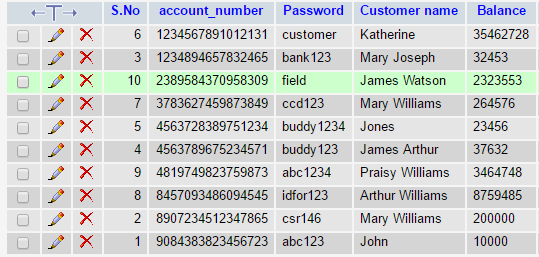 S.No account_number Password Customer name Balance
6 1234567891012131 customer Katherine 35462728
3 1234894657832465 bank123 Mary Joseph 32453
10 2389584370958309 field James Watson 2323553
7 3783627459873849 ccd123 Mary Williams 264576
5 4563728389751234 buddy1234 Jones 23456
4 4563789675234571 buddy123 James Arthur 37632
9 4819749823759873 abc1234 Praisy Williams 3464748
8 8457093486094545 idfor123 Arthur Williams 8759485
2 8907234512347865 csr146 Mary Williams 200000
1 9084383823456723 abc123 John 10000